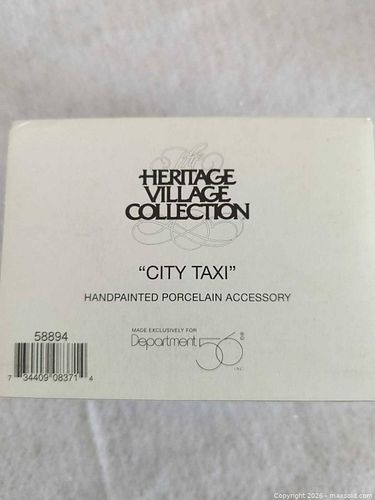 The
HERITAGE
VILLAGE
COLLECTION
"CITY TAXI"
HANDPAINTED PORCELAIN ACCESSORY
58894
7 34409 08371 4
MADE EXCLUSIVELY FOR
Department 56 ®
INC.
Copyright 2026 - maxsold.com